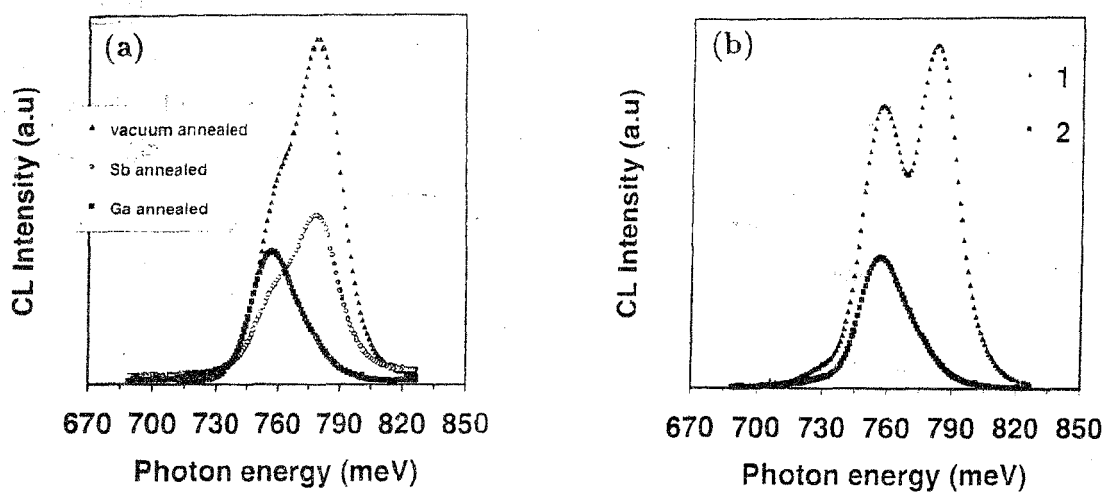 (a)
CL Intensity (a.u)
vacuum annealed
Sb annealed
Ga annealed
670 700 730 760 790 820 850
Photon energy (meV)
(b)
CL Intensity (a.u)
1
2
670 700 730 760 790 820 850
Photon energy (meV)